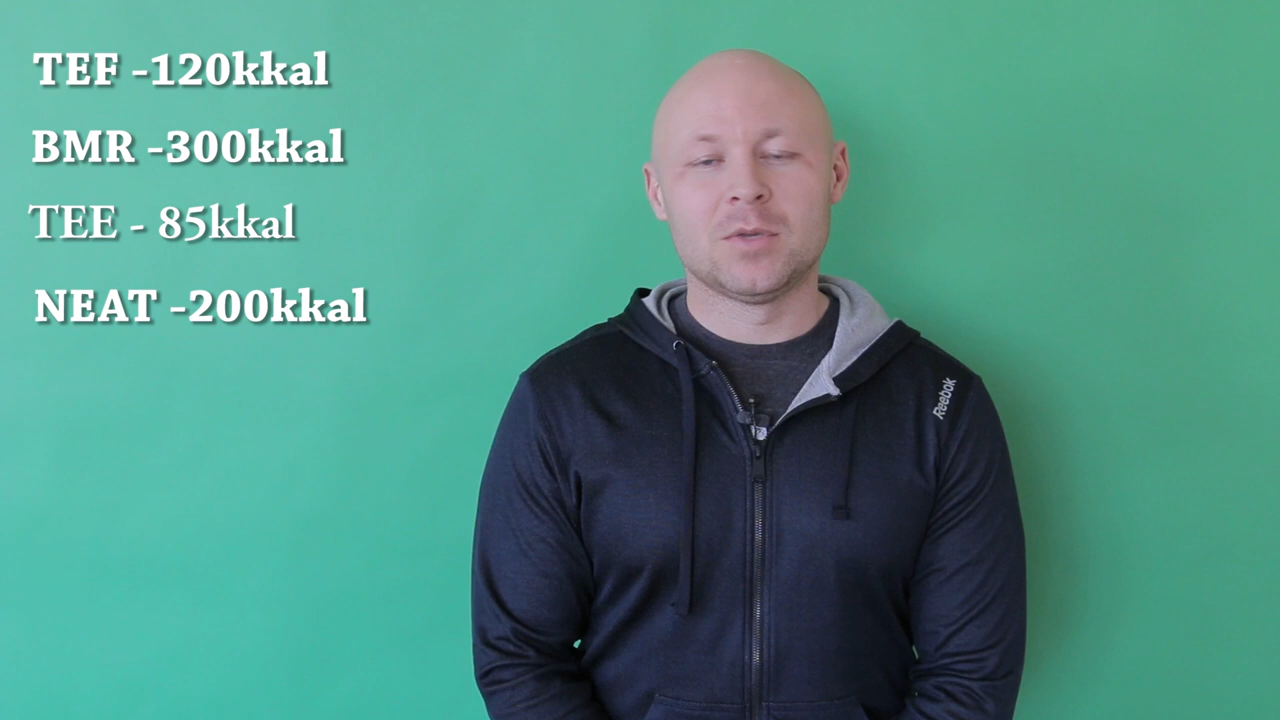 TEF -120kkal
BMR -300kkal
TEE - 85kkal
NEAT -200kkal
Reebok